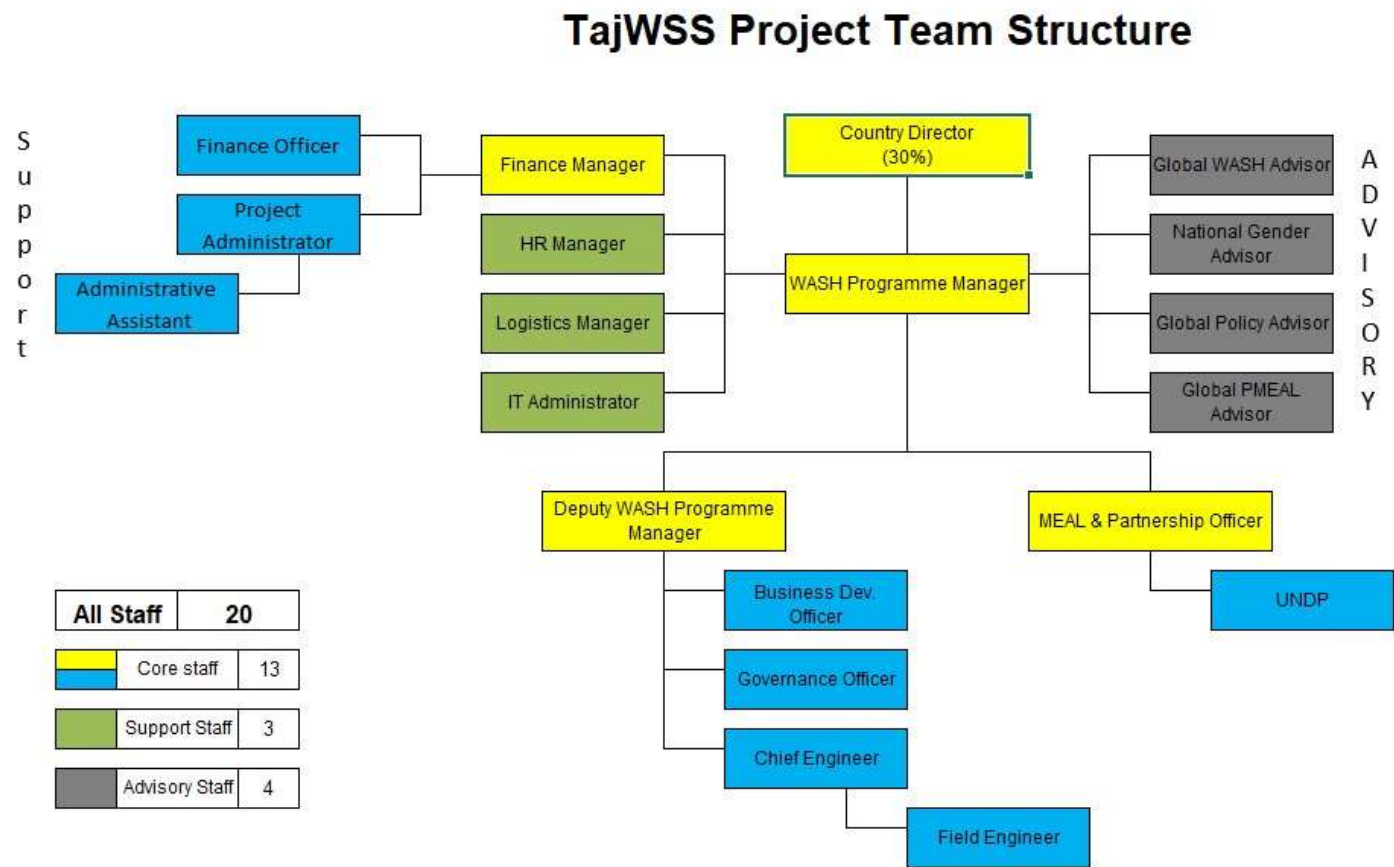 TajWSS Project Team Structure
Support
Finance Officer
Project
Administrator
Administrative
Assistant
Finance Manager
HR Manager
Logistics Manager
IT Administrator
Country Director
(30%)
WASH Programme Manager
Global WASH Advisor
National Gender
Advisor
Global Policy Advisor
Global PMEAL
Advisor
ADVISORY
Deputy WASH Programme
Manager
MEAL & Partnership Officer
Business Dev.
Officer
UNDP
Governance Officer
Chief Engineer
Field Engineer
All Staff 20
Core staff 13
Support Staff 3
Advisory Staff 4